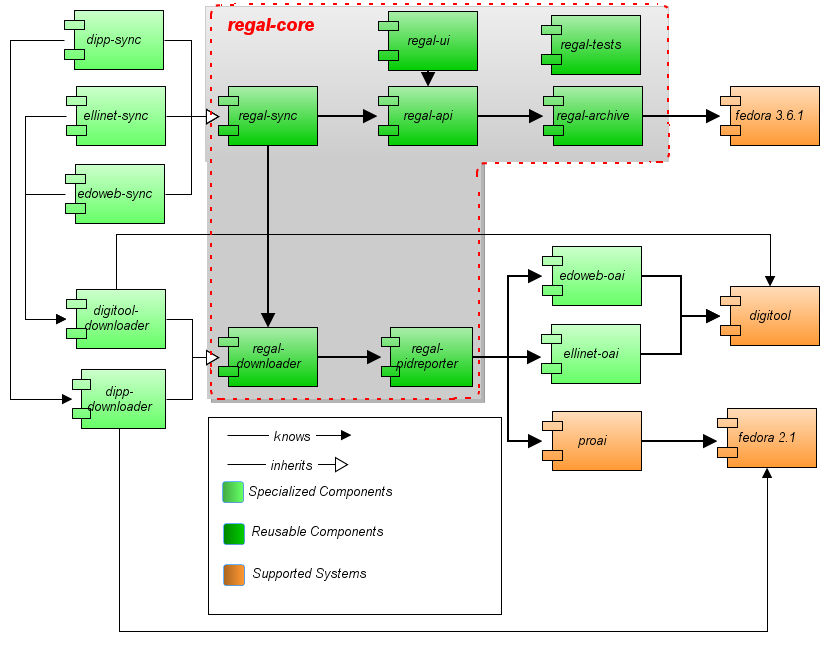 regal-core
dipp-sync
regal-ui
regal-tests
ellinet-sync
regal-sync
regal-api
regal-archive
fedora 3.6.1
edoweb-sync
edoweb-oai
digitool-
downloader
digitool
regal-
downloader
regal-
pidreporter
ellinet-oai
dipp-
downloader
proai
fedora 2.1
knows
inherits
Specialized Components
Reusable Components
Supported Systems